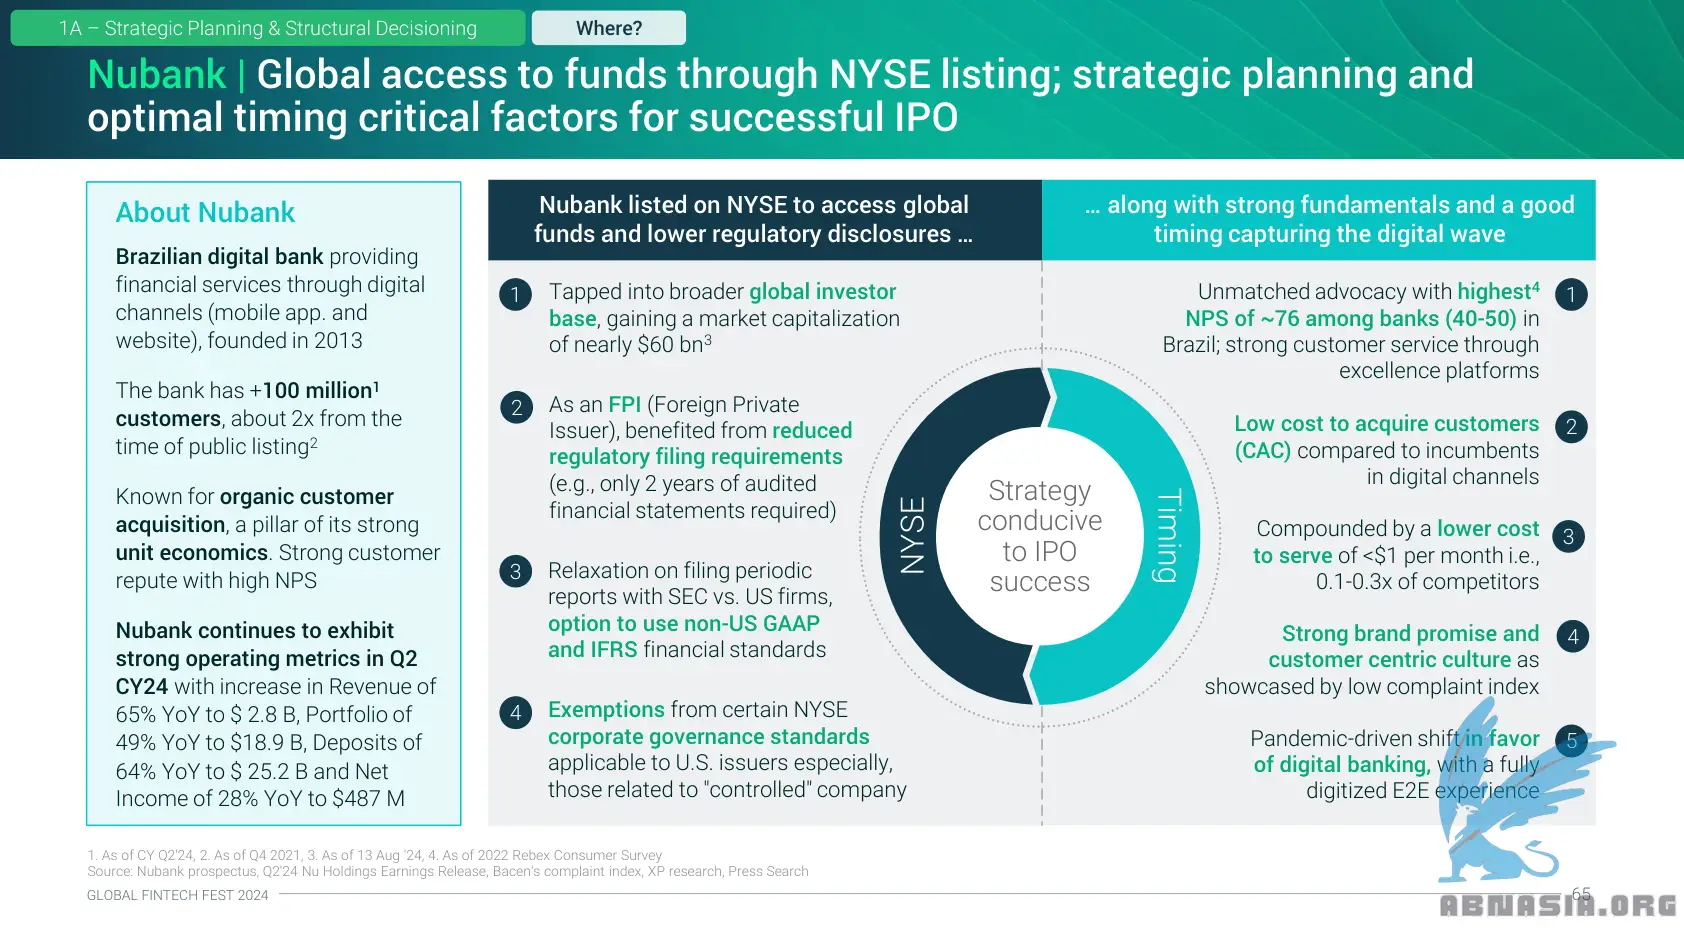 1A – Strategic Planning & Structural Decisioning
Where?
Nubank | Global access to funds through NYSE listing; strategic planning and
optimal timing critical factors for successful IPO
About Nubank
Brazilian digital bank providing
financial services through digital
channels (mobile app. and
website), founded in 2013
The bank has +100 million¹
customers, about 2x from the
time of public listing²
Known for organic customer
acquisition, a pillar of its strong
unit economics. Strong customer
repute with high NPS
Nubank continues to exhibit
strong operating metrics in Q2
CY24 with increase in Revenue of
65% YoY to $ 2.8 B, Portfolio of
49% YoY to $18.9 B, Deposits of
64% YoY to $ 25.2 B and Net
Income of 28% YoY to $487 M
Nubank listed on NYSE to access global
funds and lower regulatory disclosures ...
1
Tapped into broader global investor
base, gaining a market capitalization
of nearly $60 bn³
2
As an FPI (Foreign Private
Issuer), benefited from reduced
regulatory filing requirements
(e.g., only 2 years of audited
financial statements required)
3
Relaxation on filing periodic
reports with SEC vs. US firms,
option to use non-US GAAP
and IFRS financial standards
4
Exemptions from certain NYSE
corporate governance standards
applicable to U.S. issuers especially,
those related to "controlled" company
NYSE
Strategy
conducive
to IPO
success
Timing
... along with strong fundamentals and a good
timing capturing the digital wave
Unmatched advocacy with highest⁴
NPS of ~76 among banks (40-50) in
Brazil; strong customer service through
excellence platforms
1
Low cost to acquire customers
(CAC) compared to incumbents
in digital channels
2
Compounded by a lower cost
to serve of <$1 per month i.e.,
0.1-0.3x of competitors
3
Strong brand promise and
customer centric culture as
showcased by low complaint index
4
Pandemic-driven shift in favor
of digital banking, with a fully
digitized E2E experience
5
1. As of CY Q2'24, 2. As of Q4 2021, 3. As of 13 Aug '24, 4. As of 2022 Rebex Consumer Survey
Source: Nubank prospectus, Q2'24 Nu Holdings Earnings Release, Bacen's complaint index, XP research, Press Search
GLOBAL FINTECH FEST 2024
65
ABNASIA.ORG